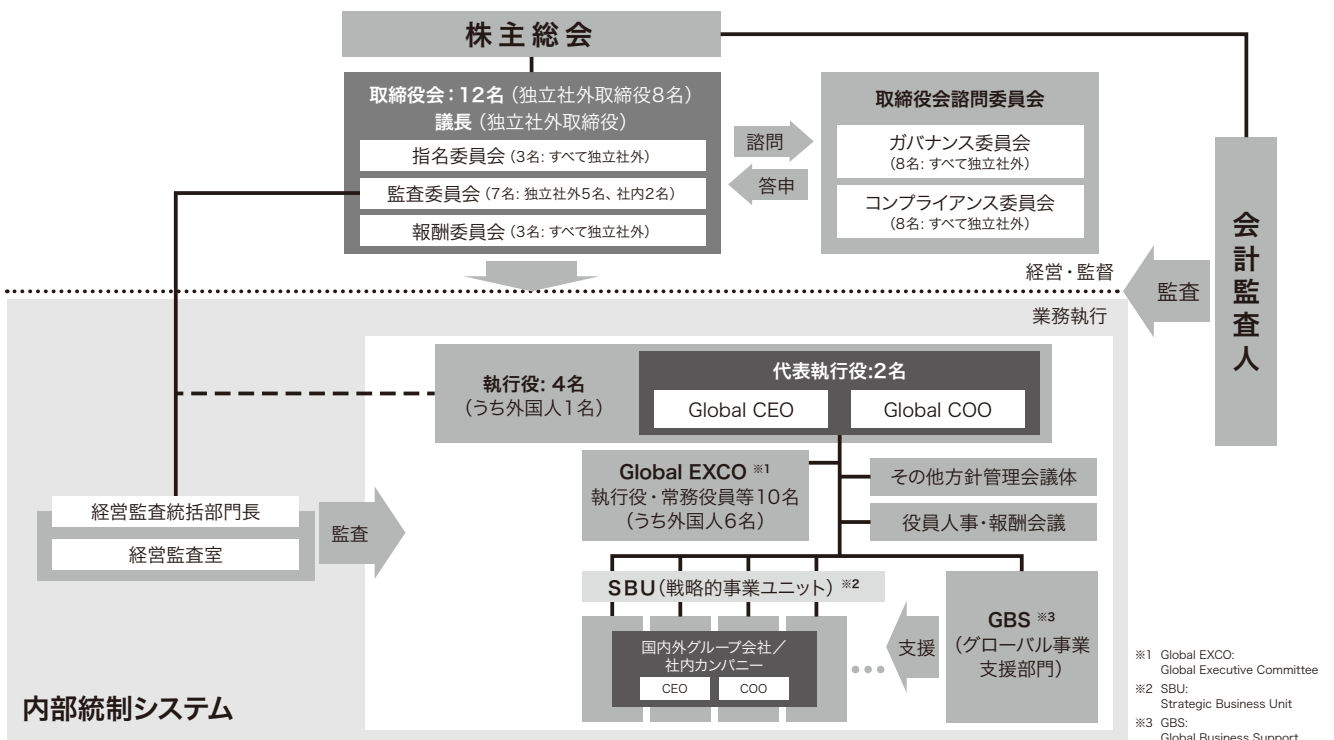 株主総会
取締役会：12名（独立社外取締役8名）
議長（独立社外取締役）
指名委員会（3名: すべて独立社外）
監査委員会（7名: 独立社外5名、社内2名）
報酬委員会（3名: すべて独立社外）
諮問
答申
取締役会諮問委員会
ガバナンス委員会
（8名: すべて独立社外）
コンプライアンス委員会
（8名: すべて独立社外）
会計監査人
監査
経営・監督
業務執行
執行役: 4名
（うち外国人1名）
代表執行役:2名
Global CEO
Global COO
Global EXCO ※1
執行役・常務役員等10名
（うち外国人6名）
その他方針管理会議体
役員人事・報酬会議
経営監査統括部門長
経営監査室
監査
SBU（戦略的事業ユニット）※2
国内外グループ会社／
社内カンパニー
CEO
COO
支援
GBS ※3
（グローバル事業
支援部門）
内部統制システム
※1 Global EXCO:
Global Executive Committee
※2 SBU:
Strategic Business Unit
※3 GBS:
Global Business Support